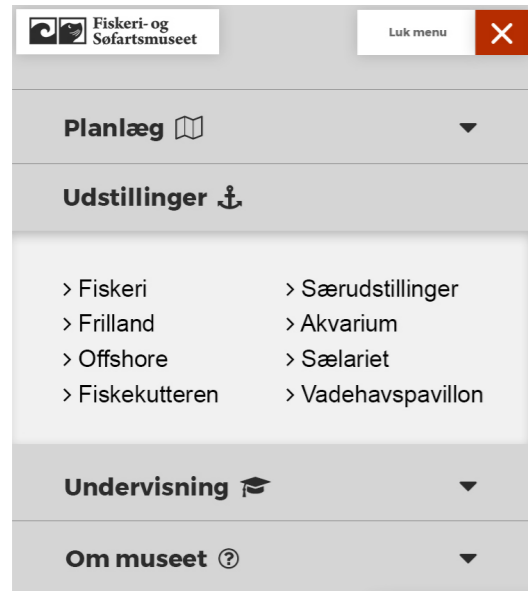 Fiskeri- og
Søfartsmuseet
Luk menu
Planlæg
Udstillinger
> Fiskeri
> Frilland
> Offshore
> Fiskekutteren
> Særudstillinger
> Akvarium
> Sælariet
> Vadehavspavillon
Undervisning
Om museet